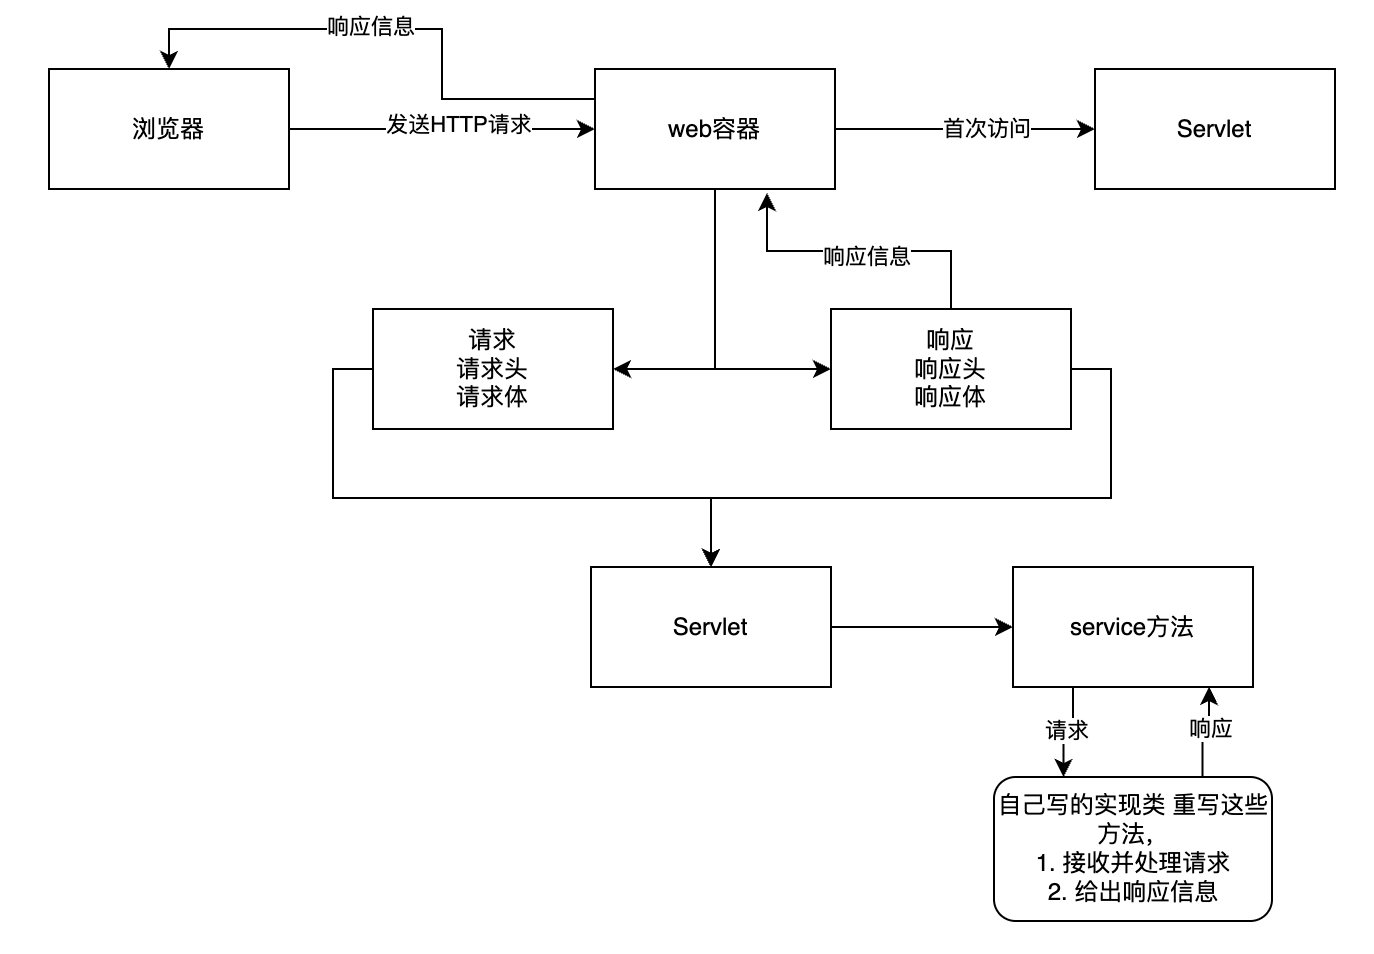 响应信息
浏览器
发送HTTP请求
web容器
首次访问
Servlet
响应信息
请求
请求头
请求体
响应
响应头
响应体
Servlet
service方法
请求
响应
自己写的实现类 重写这些
方法，
1. 接收并处理请求
2. 给出响应信息